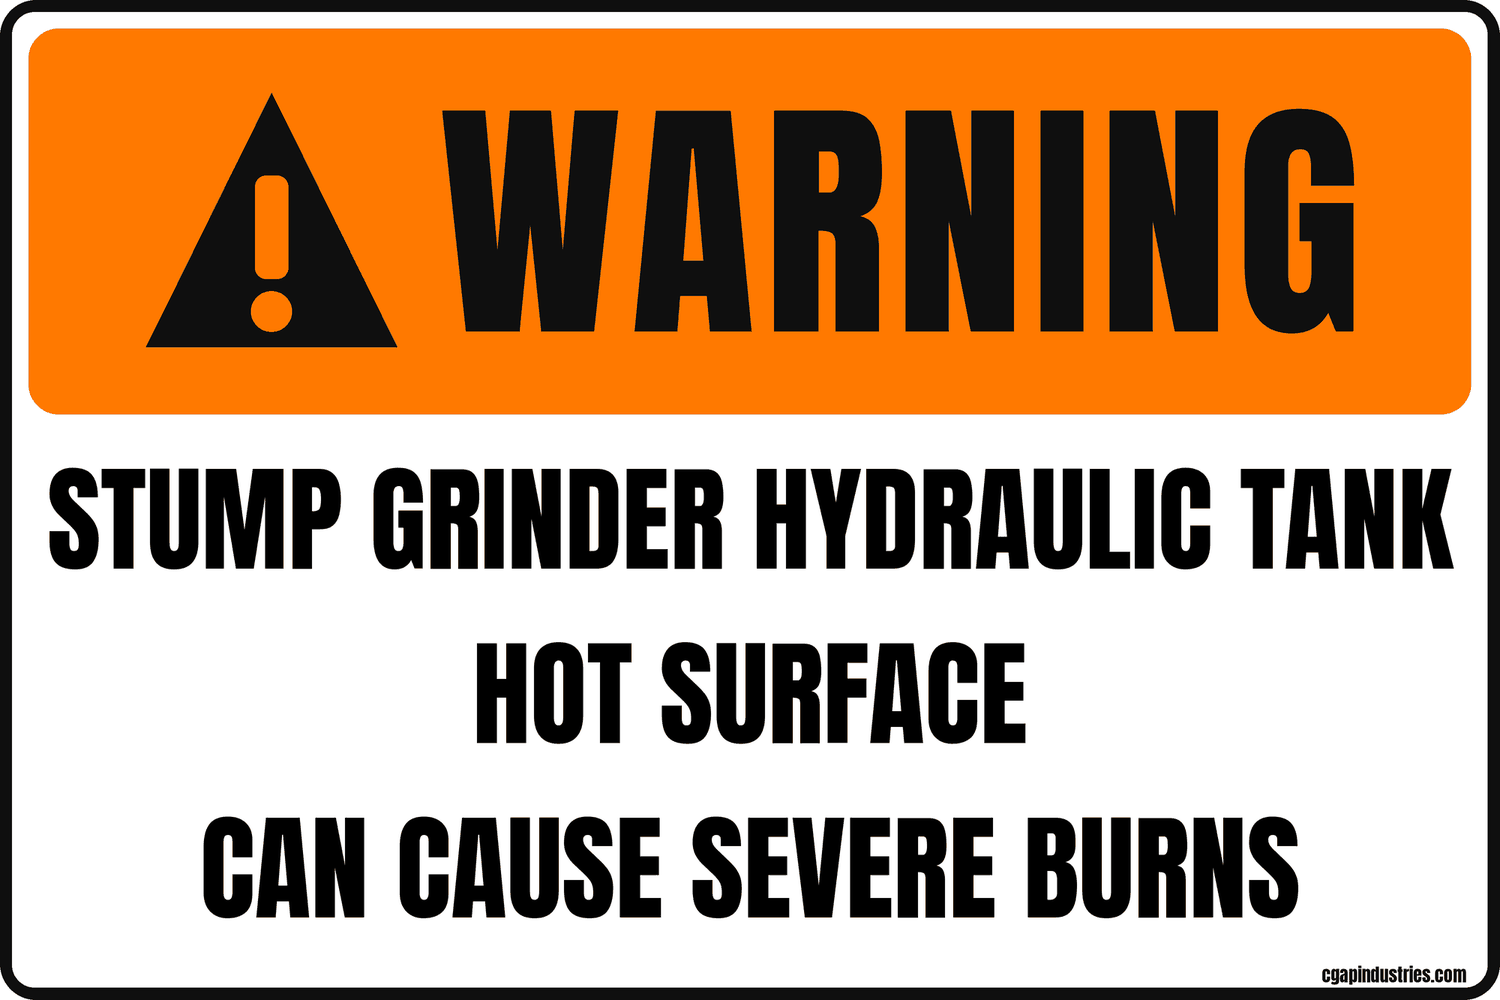 WARNING
STUMP GRINDER HYDRAULIC TANK
HOT SURFACE
CAN CAUSE SEVERE BURNS
cgapindustries.com